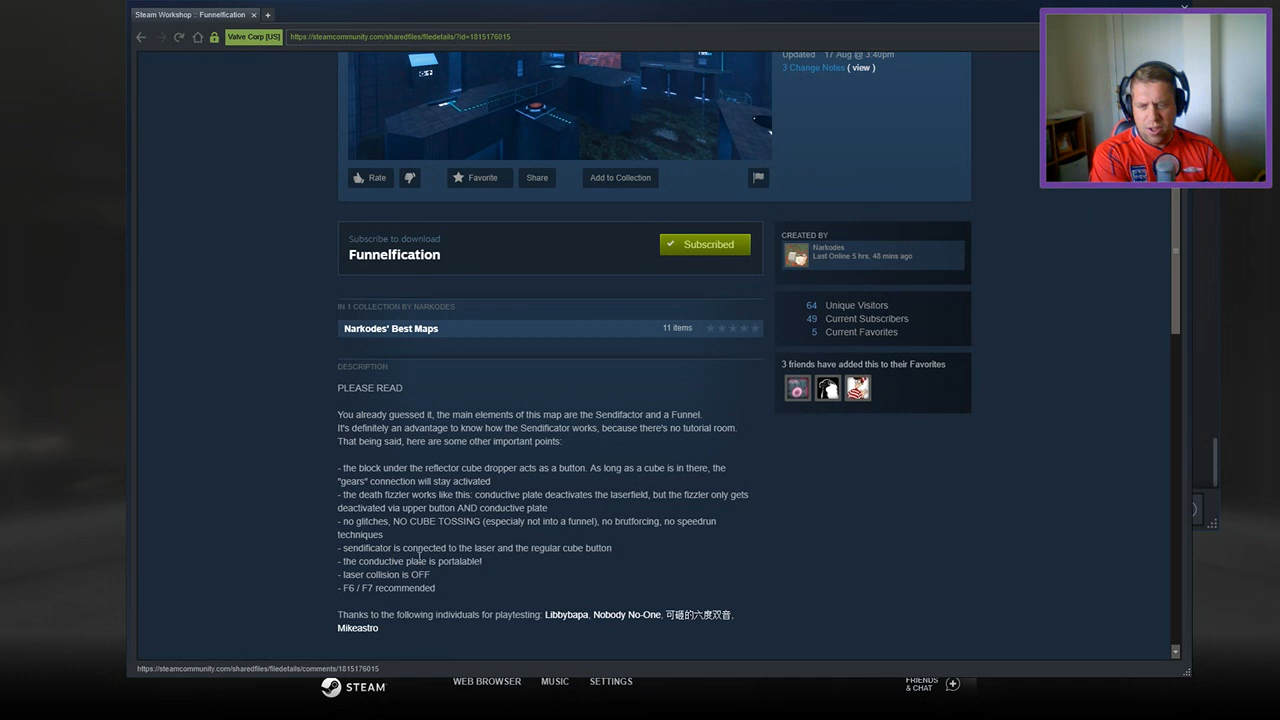 Steam Workshop :: Funnelfication
Valve Corp [US]
https://steamcommunity.com/sharedfiles/filedetails/?id=1815176015
Updated 17 Aug @ 3:40pm
3 Change Notes ( view )
Rate
Favorite
Share
Add to Collection
Subscribe to download
Funnelfication
Subscribed
CREATED BY
Narkodes
Last Online 5 hrs, 48 mins ago
IN 1 COLLECTION BY NARKODES
Narkodes' Best Maps
11 items
64 Unique Visitors
49 Current Subscribers
5 Current Favorites
3 friends have added this to their Favorites
DESCRIPTION
PLEASE READ
You already guessed it, the main elements of this map are the Sendifactor and a Funnel.
It's definitely an advantage to know how the Sendificator works, because there's no tutorial room.
That being said, here are some other important points:
- the block under the reflector cube dropper acts as a button. As long as a cube is in there, the
"gears" connection will stay activated
- the death fizzler works like this: conductive plate deactivates the laserfield, but the fizzler only gets
deactivated via upper button AND conductive plate
- no glitches, NO CUBE TOSSING (especialy not into a funnel), no brutforcing, no speedrun
techniques
- sendificator is connected to the laser and the regular cube button
- the conductive plate is portalable!
- laser collision is OFF
- F6 / F7 recommended
Thanks to the following individuals for playtesting: Libbybapa, Nobody No-One, 可砸的六度双音,
Mikeastro
https://steamcommunity.com/sharedfiles/filedetails/comments/1815176015
STEAM
WEB BROWSER
MUSIC
SETTINGS
FRIENDS
& CHAT